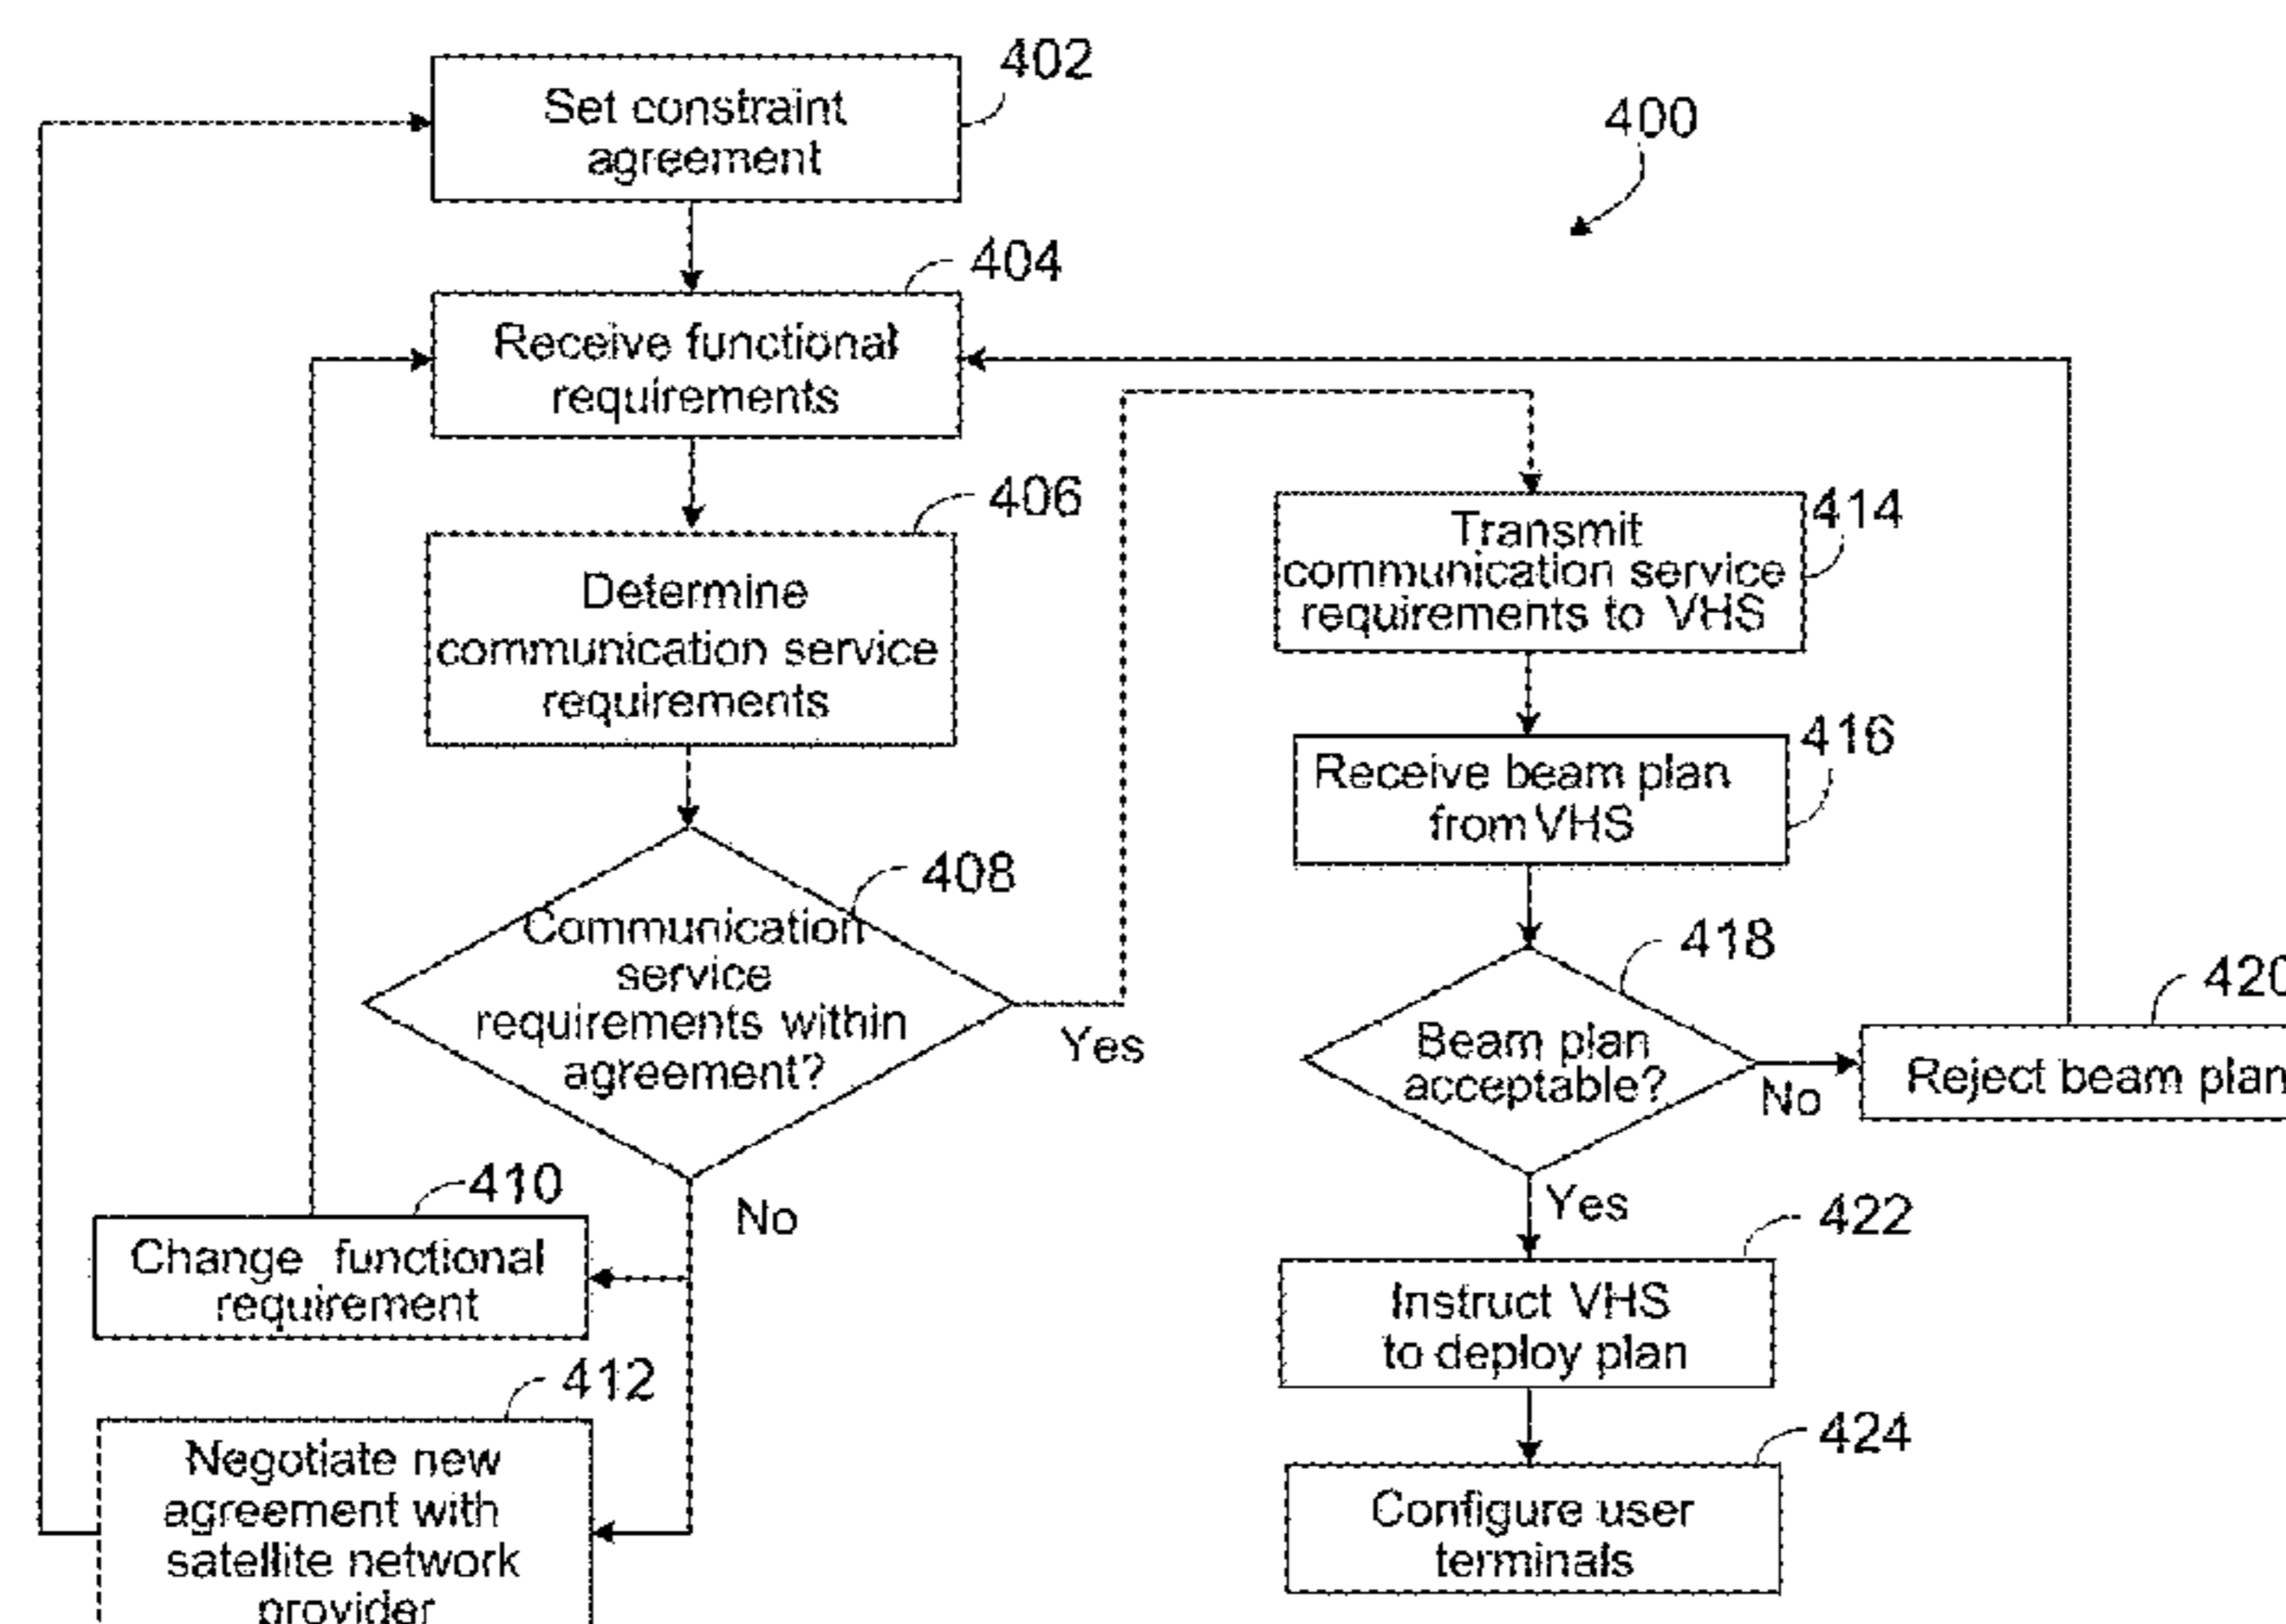 402
Set constraint
agreement
400
404
Receive functional
requirements
406
Determine
communication service
requirements
408
Communication
service
requirements within
agreement?
Yes
No
410
Change functional
requirement
412
Negotiate new
agreement with
satellite network
provider
414
Transmit
communication service
requirements to VHS
416
Receive beam plan
from VHS
418
Beam plan
acceptable?
No
420
Reject beam plan
Yes
422
Instruct VHS
to deploy plan
424
Configure user
terminals